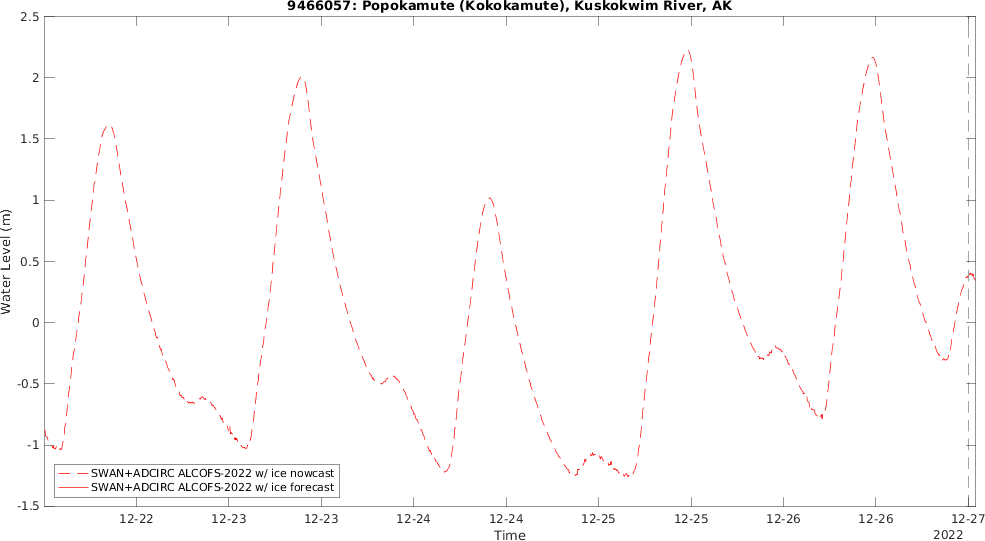 9466057: Popokamute (Kokokamute), Kuskokwim River, AK
2.5
2
1.5
1
0.5
0
-0.5
-1
-1.5
Water Level (m)
SWAN+ADCIRC ALCOFS-2022 w/ ice nowcast
SWAN+ADCIRC ALCOFS-2022 w/ ice forecast
12-22 12-23 12-23 12-24 12-24 12-25 12-25 12-26 12-26 12-27
Time
2022